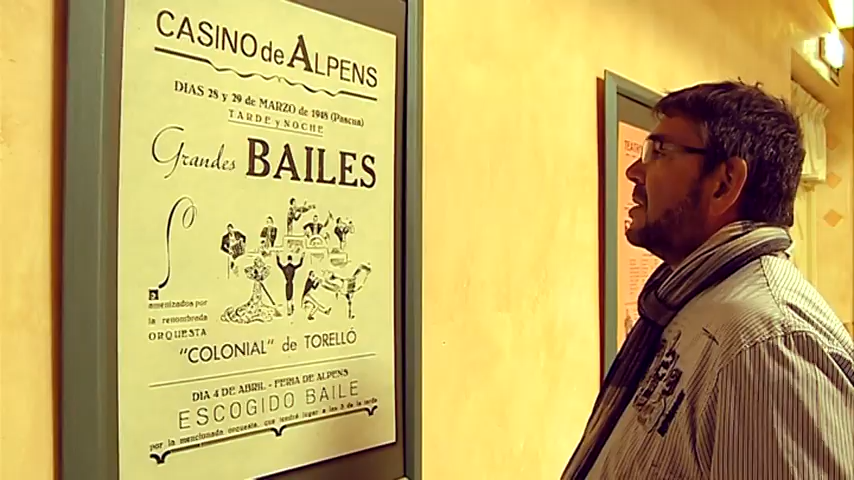 CASINO de ALPENS
DIAS 28 y 29 de MARZO de 1948 (Pascua)
TARDE y NOCHE
Grandes BAILES
amenizados por
la renombrada
ORQUESTA
"COLONIAL" de TORELLÓ
DIA 4 DE ABRIL - FERIA DE ALPENS
ESCOGIDO BAILE
por la mencionada orquesta, que tendrá lugar a las 5 de la tarde
TEATRO